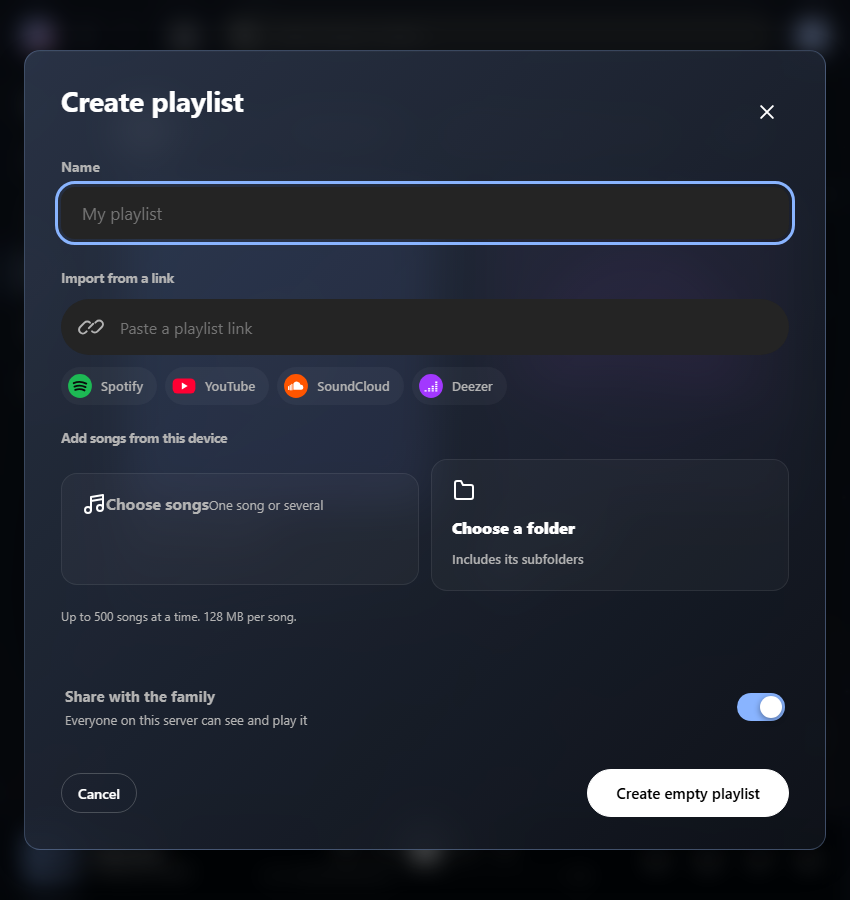 Create playlist
Name
My playlist
Import from a link
Paste a playlist link
Spotify YouTube SoundCloud Deezer
Add songs from this device
Choose songsOne song or several
Choose a folder
Includes its subfolders
Up to 500 songs at a time. 128 MB per song.
Share with the family
Everyone on this server can see and play it
Cancel Create empty playlist